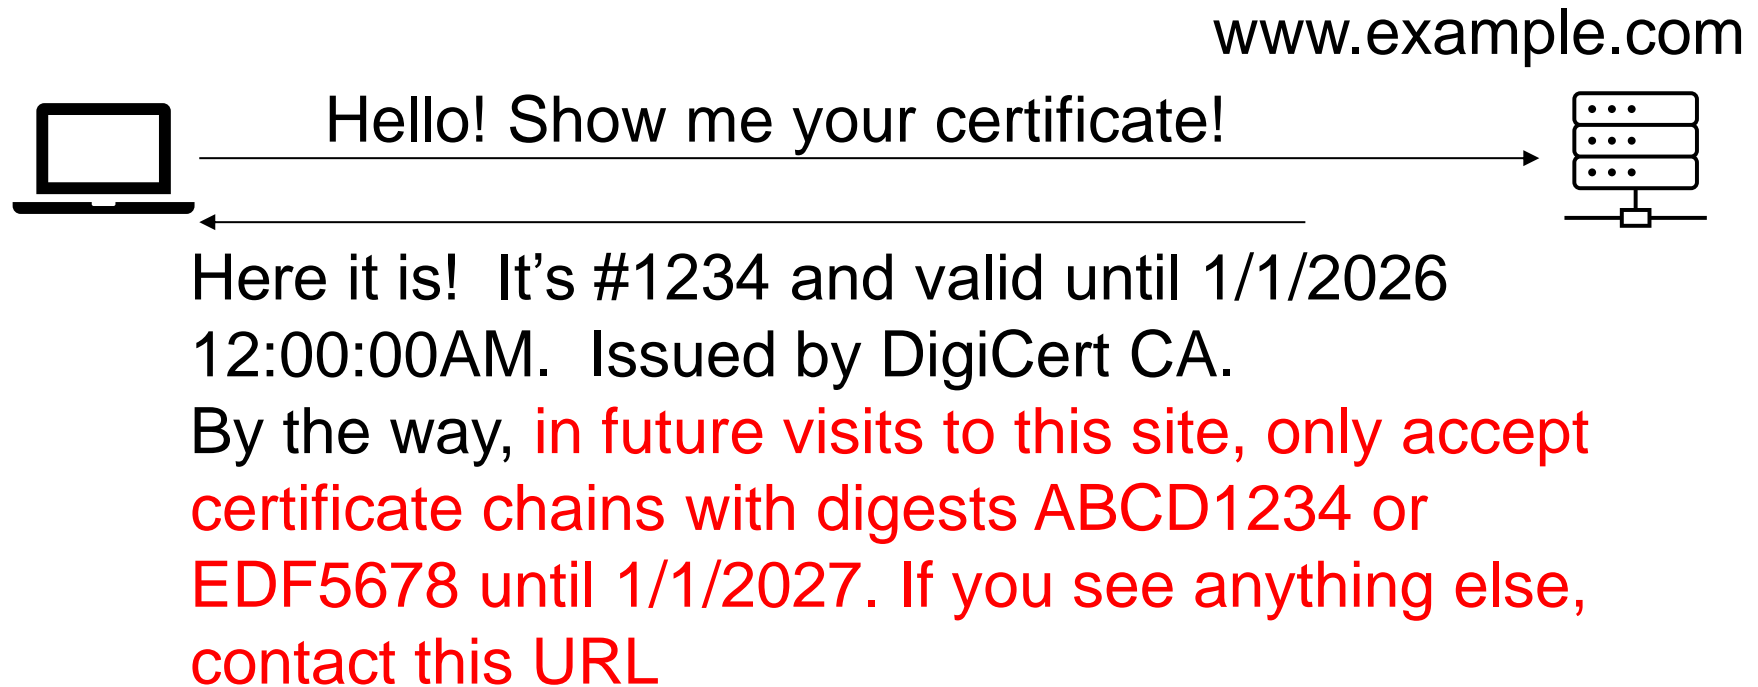 www.example.com
Hello! Show me your certificate!
Here it is!  It’s #1234 and valid until 1/1/2026
12:00:00AM.  Issued by DigiCert CA.
By the way, in future visits to this site, only accept
certificate chains with digests ABCD1234 or
EDF5678 until 1/1/2027. If you see anything else,
contact this URL